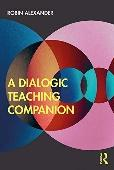 ROBIN ALEXANDER
A DIALOGIC
TEACHING
COMPANION
R